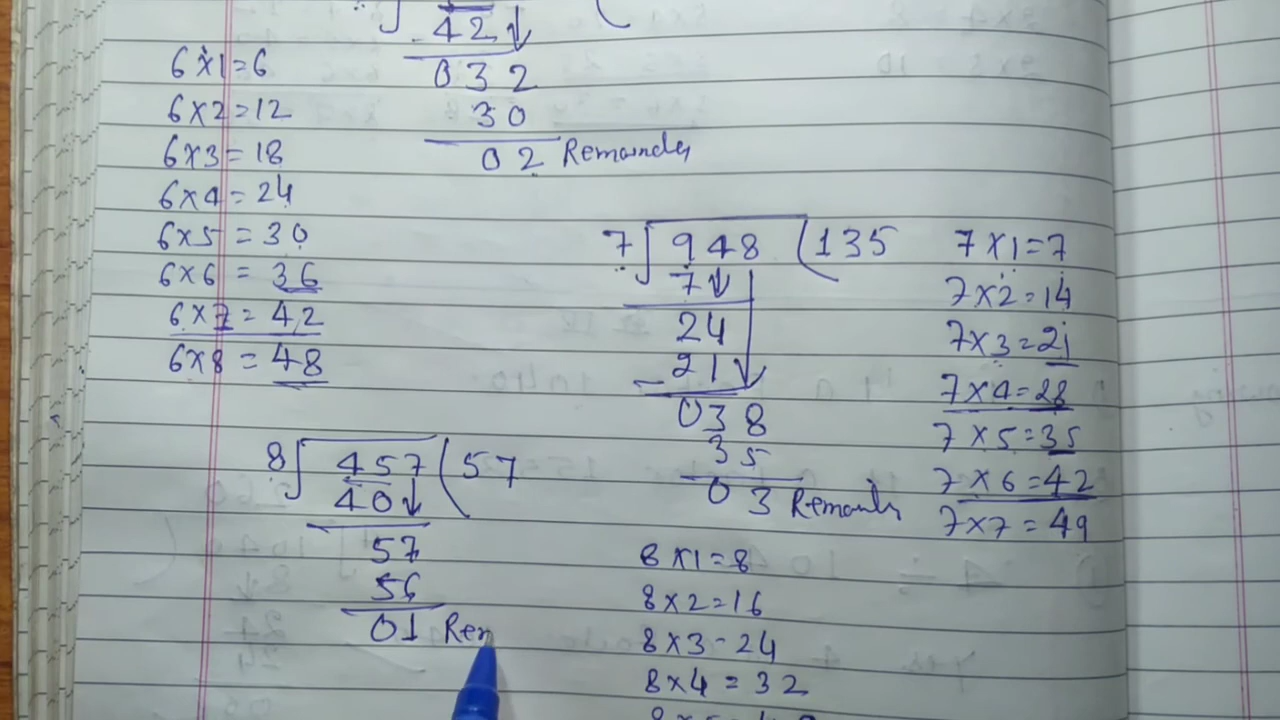 42
032
30
02 Remainder
6x1=6
6x2=12
6x3=18
6x4=24
6x5=30
6x6=36
6x7=42
6x8=48
7 948 135
7
24
- 21
038
35
03 Remainder
7x1=7
7x2=14
7x3=21
7x4=28
7x5=35
7x6=42
7x7=49
8 457 57
40
57
56
01 Rem
8x1=8
8x2=16
8x3=24
8x4=32